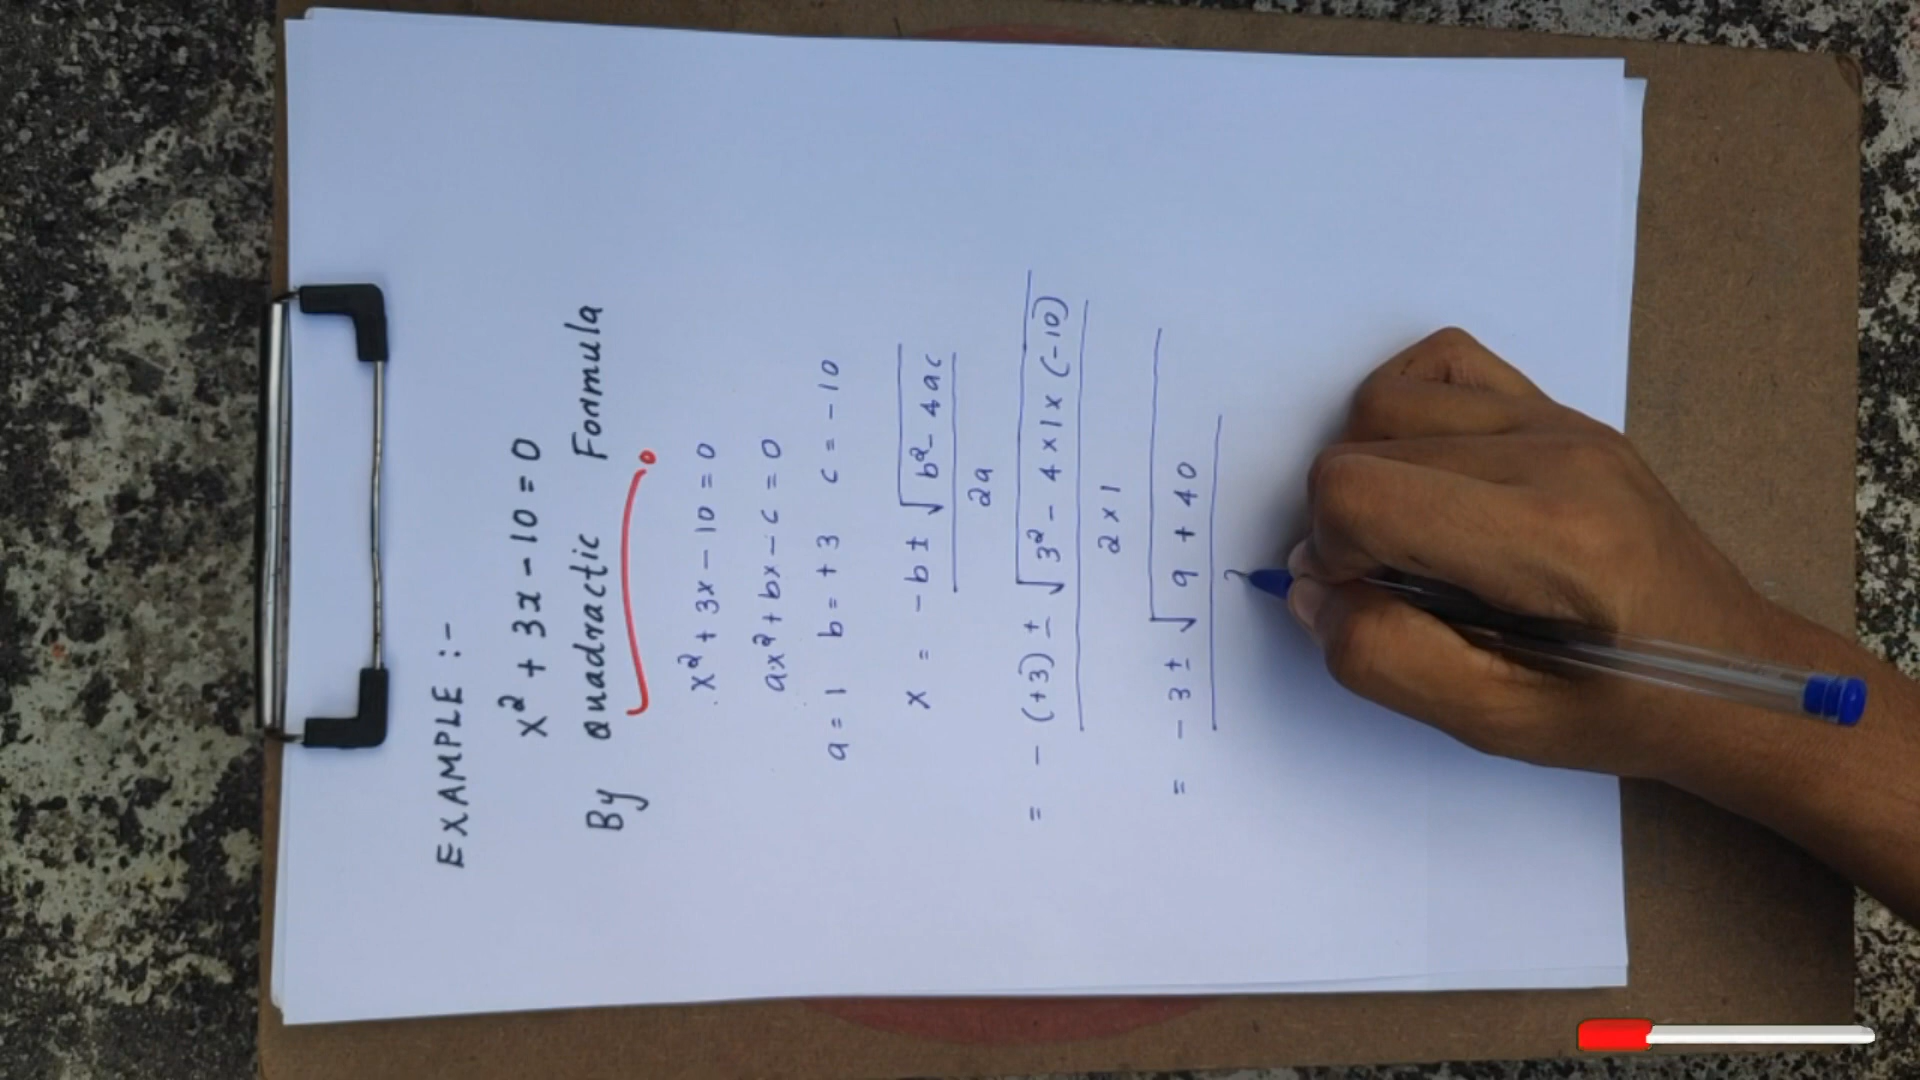 EXAMPLE :-
x² + 3x - 10 = 0
By Quadractic Formula
x² + 3x - 10 = 0
ax² + bx - c = 0
a = 1 b = + 3 c = - 10
x = -b ± √b² - 4ac
2a
= - (+3) ± √3² - 4 × 1 × (-10)
2 × 1
= - 3 ± √9 + 40